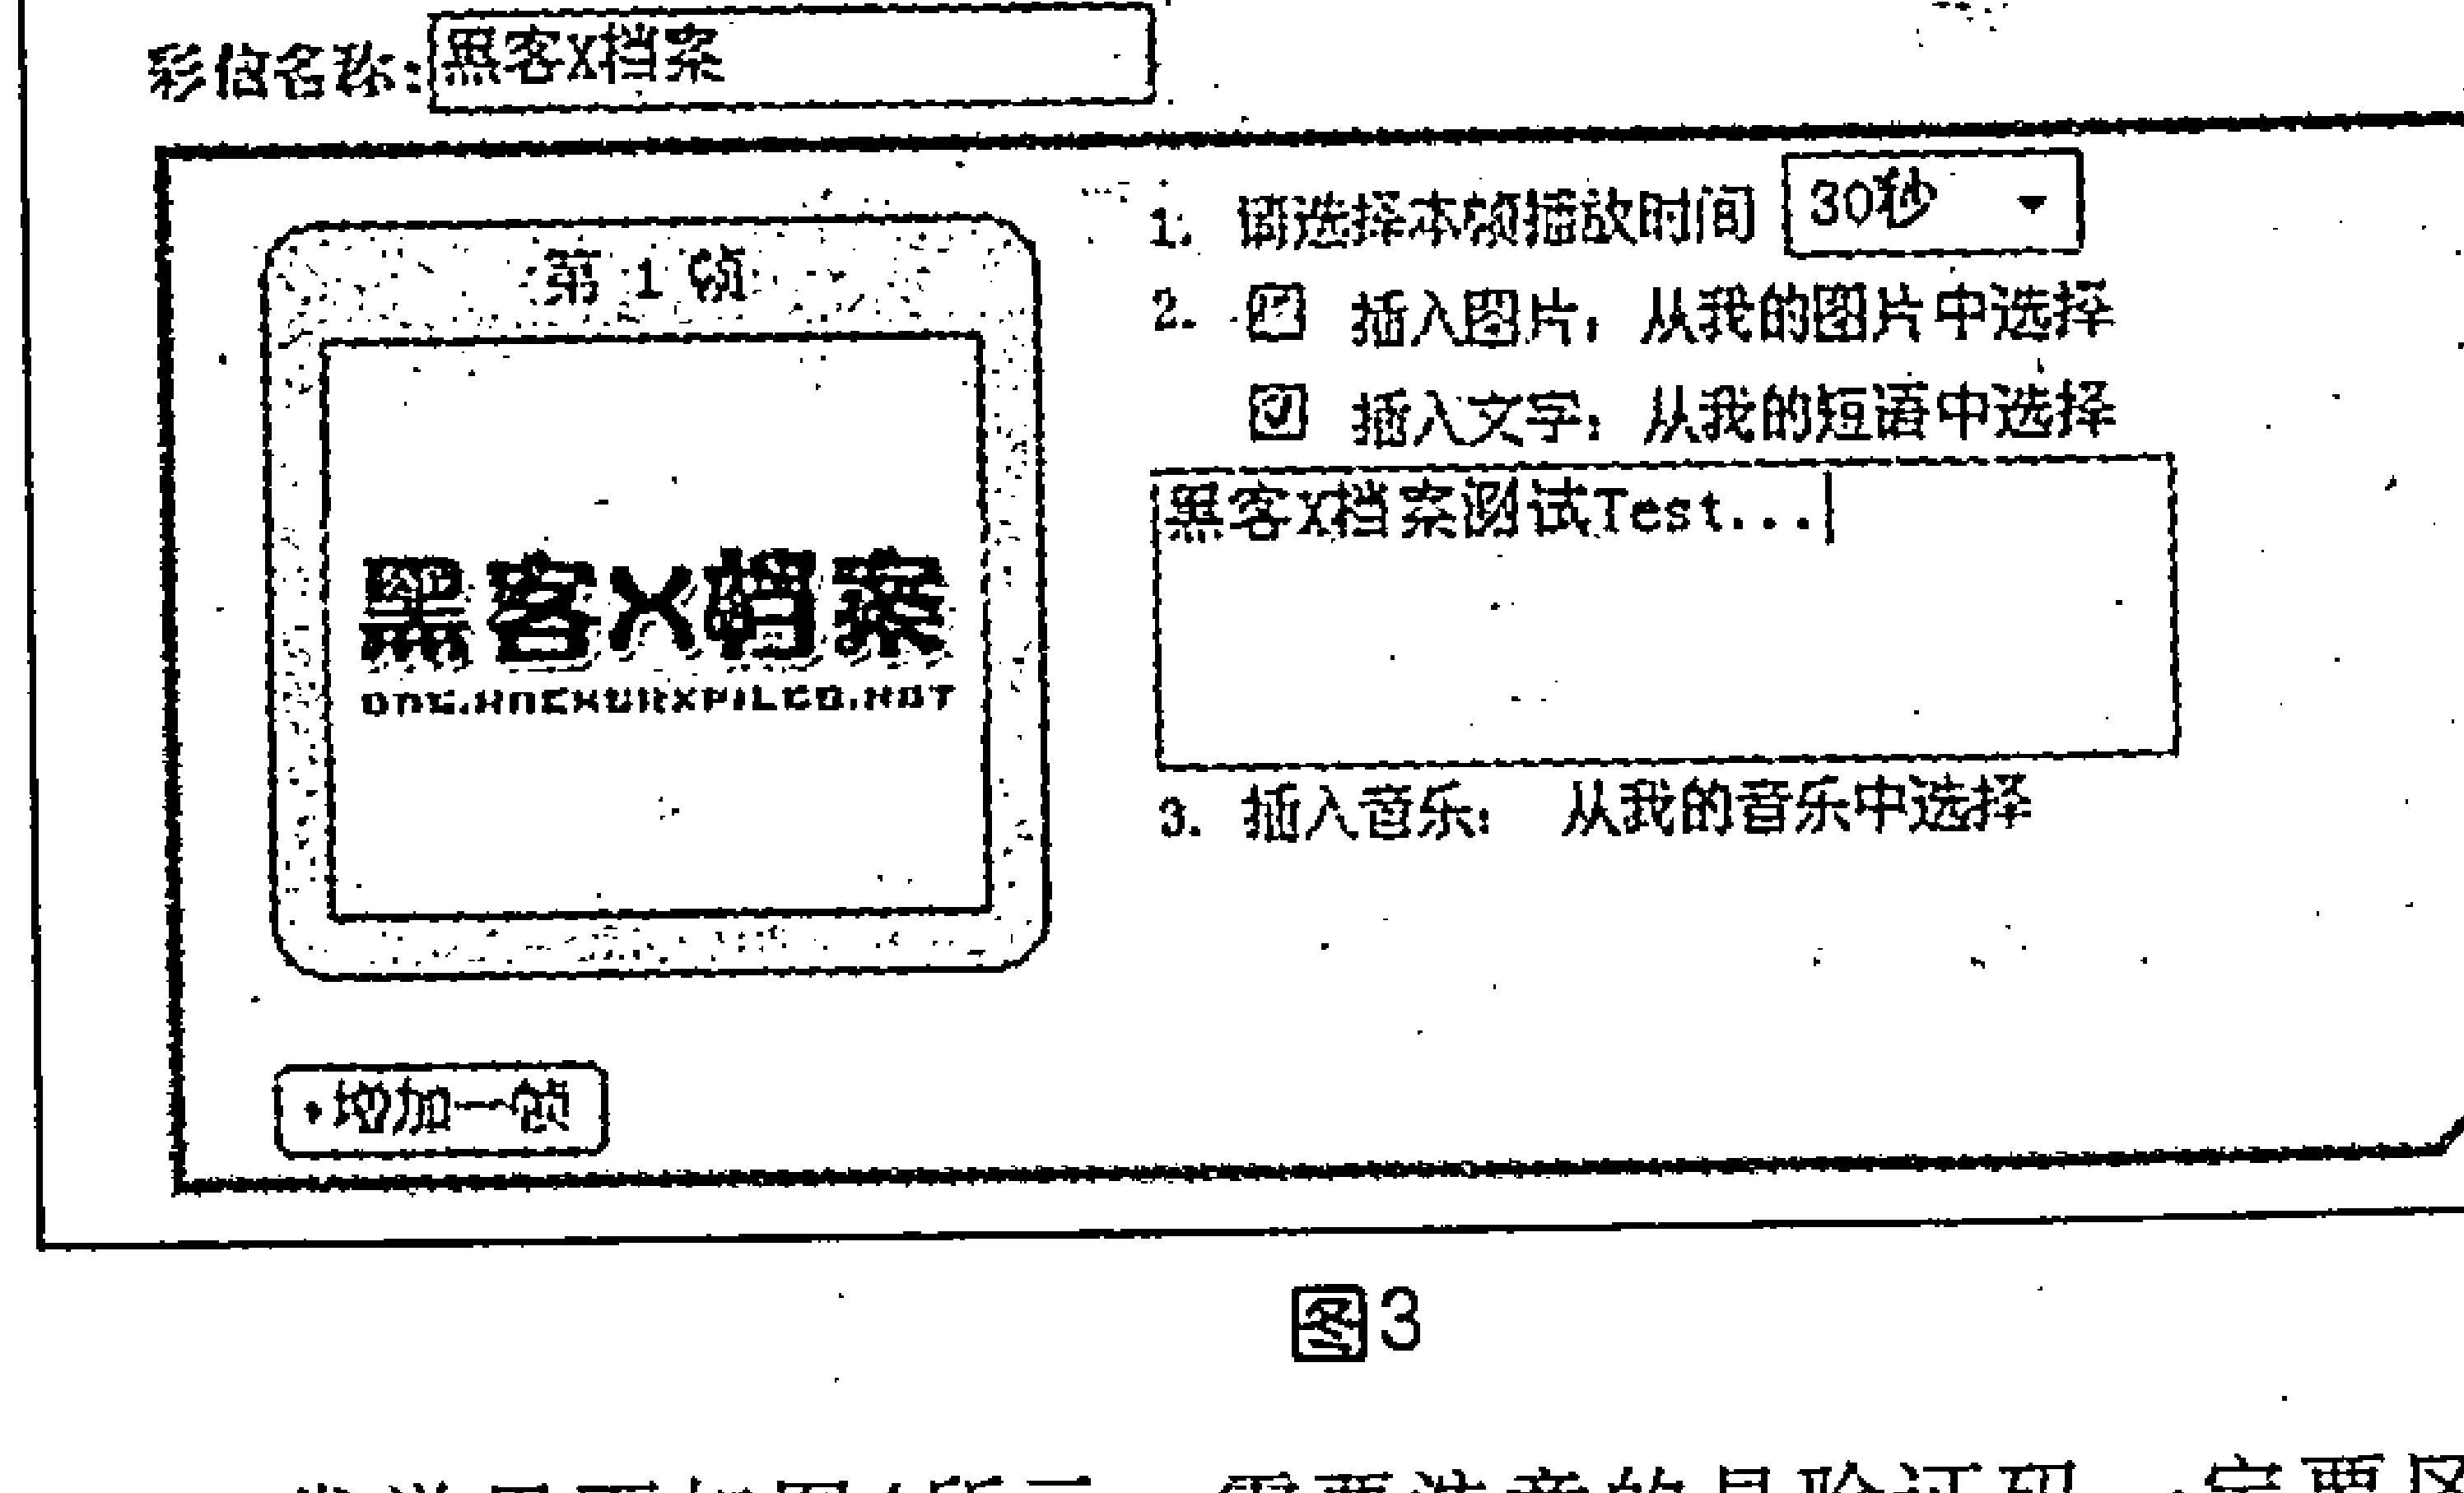 彩信名称:黑客X档案
1. 请选择本帧播放时间 30秒
第 1 帧
2. 插入图片: 从我的图片中选择
插入文字: 从我的短语中选择
黑客X档案测试Test...
黑客X档案
3. 插入音乐: 从我的音乐中选择
增加一帧
图3